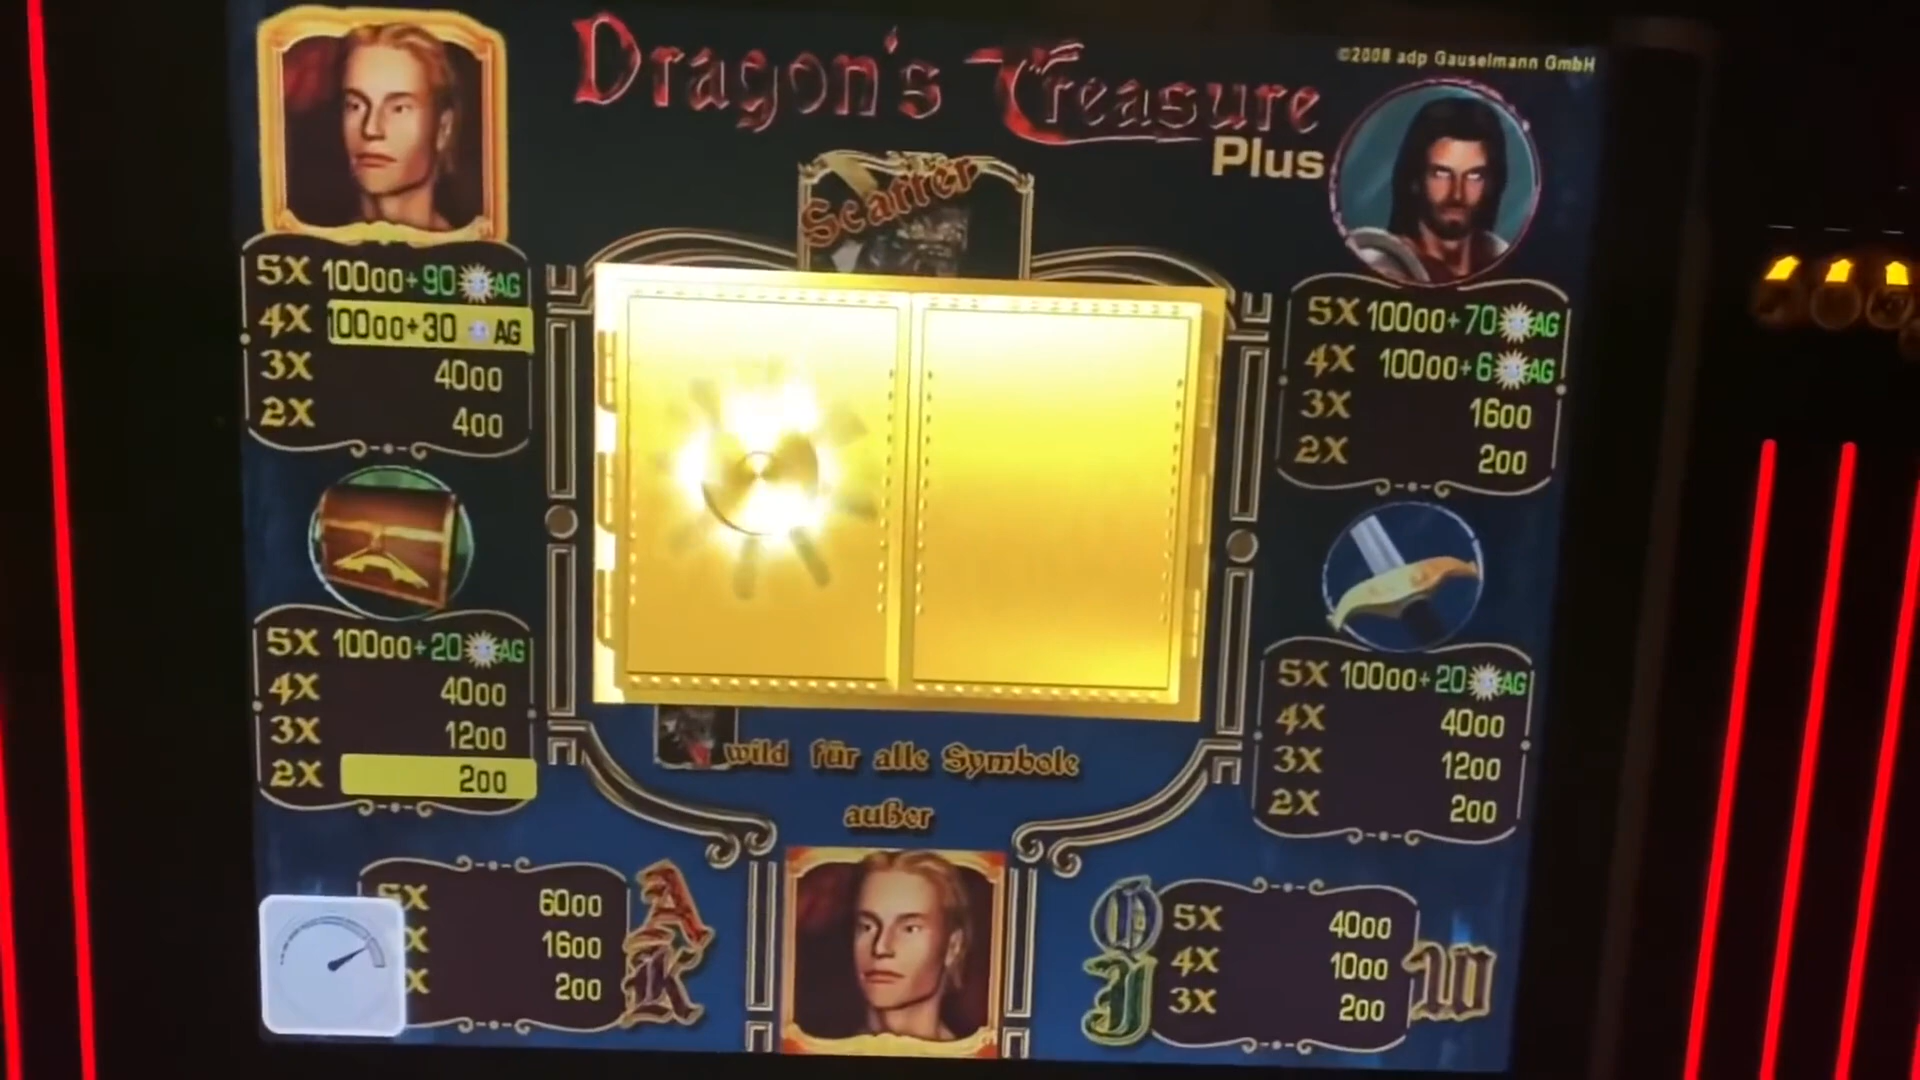 Dragon's Treasure
Plus
©2008 adp Gauselmann GmbH
Scatter
5X 10000+90 AG
4X 10000+30 AG
3X 4000
2X 400
5X 10000+70 AG
4X 10000+6 AG
3X 1600
2X 200
5X 10000+20 AG
4X 4000
3X 1200
2X 200
5X 10000+20 AG
4X 4000
3X 1200
2X 200
wild für alle Symbole
außer
5X 6000
X 1600
X 200
A
K
Q
J
5X 4000
4X 1000
3X 200
10